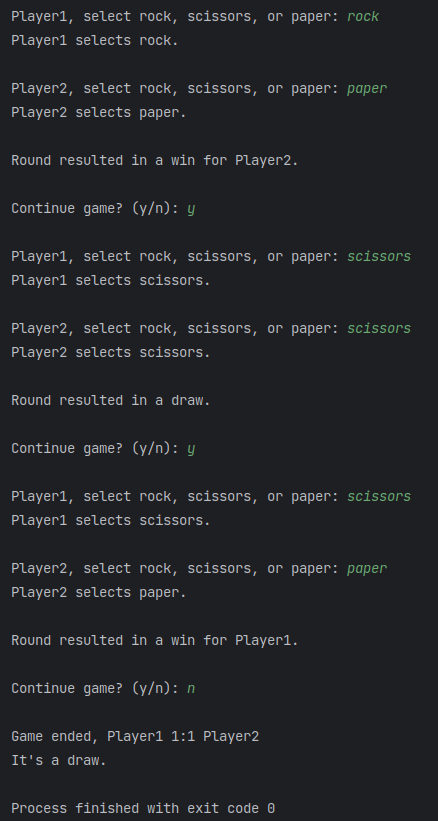 Player1, select rock, scissors, or paper: rock
Player1 selects rock.
Player2, select rock, scissors, or paper: paper
Player2 selects paper.
Round resulted in a win for Player2.
Continue game? (y/n): y
Player1, select rock, scissors, or paper: scissors
Player1 selects scissors.
Player2, select rock, scissors, or paper: scissors
Player2 selects scissors.
Round resulted in a draw.
Continue game? (y/n): y
Player1, select rock, scissors, or paper: scissors
Player1 selects scissors.
Player2, select rock, scissors, or paper: paper
Player2 selects paper.
Round resulted in a win for Player1.
Continue game? (y/n): n
Game ended, Player1 1:1 Player2
It's a draw.
Process finished with exit code 0